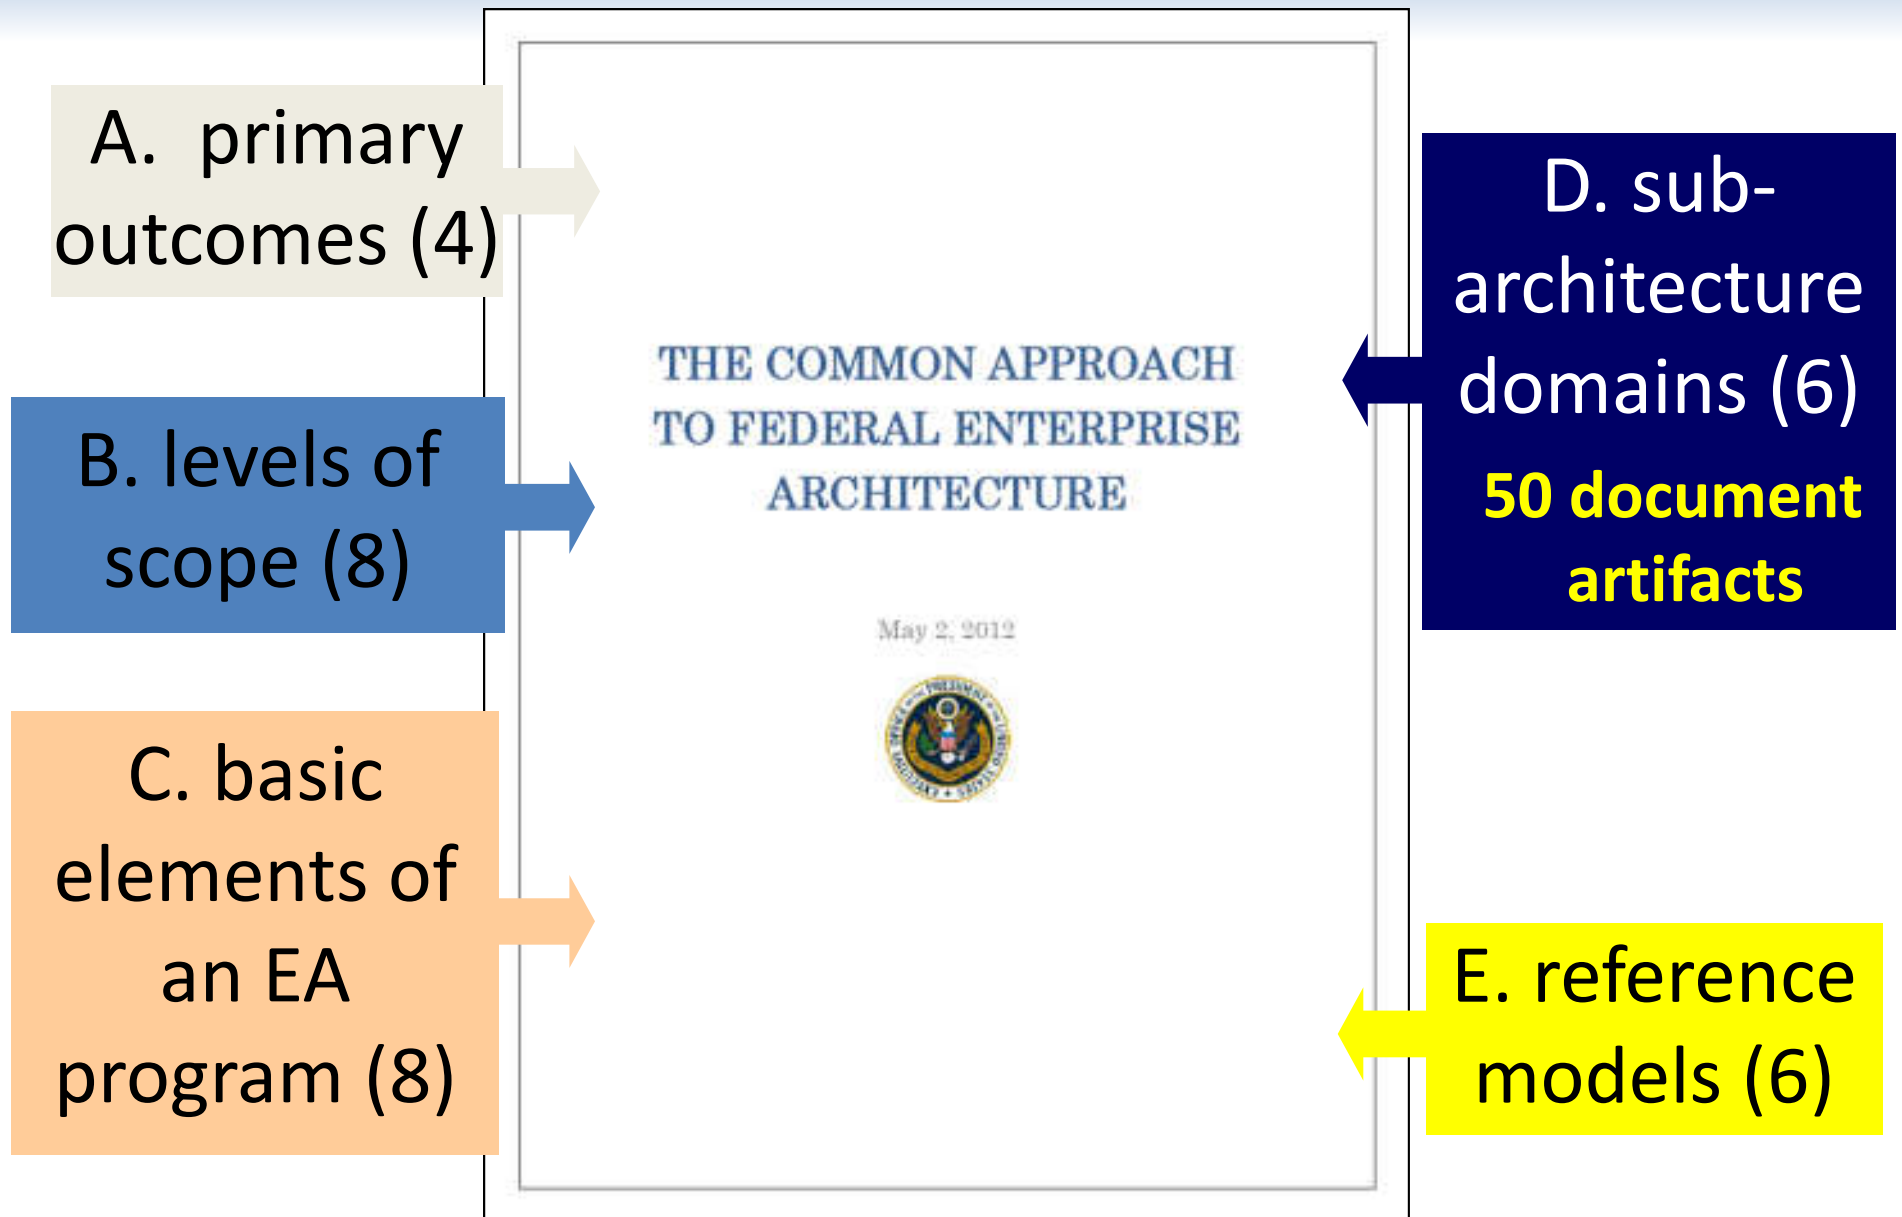 A. primary
outcomes (4)
B. levels of
scope (8)
C. basic
elements of
an EA
program (8)
THE COMMON APPROACH
TO FEDERAL ENTERPRISE
ARCHITECTURE
May 2, 2012
D. sub-
architecture
domains (6)
50 document
artifacts
E. reference
models (6)